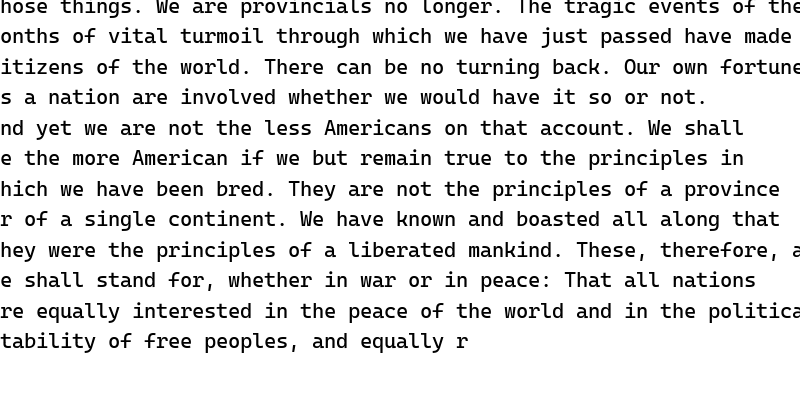 hose things. We are provincials no longer. The tragic events of the
onths of vital turmoil through which we have just passed have made
itizens of the world. There can be no turning back. Our own fortune
s a nation are involved whether we would have it so or not.
nd yet we are not the less Americans on that account. We shall
e the more American if we but remain true to the principles in
hich we have been bred. They are not the principles of a province
r of a single continent. We have known and boasted all along that
hey were the principles of a liberated mankind. These, therefore, a
e shall stand for, whether in war or in peace: That all nations
re equally interested in the peace of the world and in the politica
tability of free peoples, and equally r